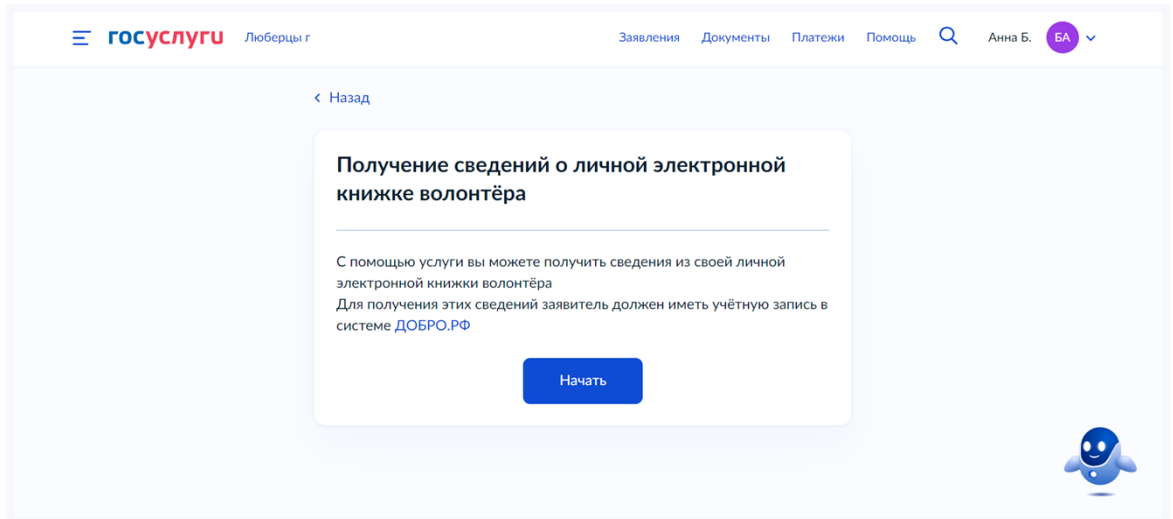 госуслуги Люберцы г Заявления Документы Платежи Помощь Анна Б. БА
Назад
Получение сведений о личной электронной
книжке волонтёра
С помощью услуги вы можете получить сведения из своей личной
электронной книжки волонтёра
Для получения этих сведений заявитель должен иметь учётную запись в
системе ДОБРО.РФ
Начать